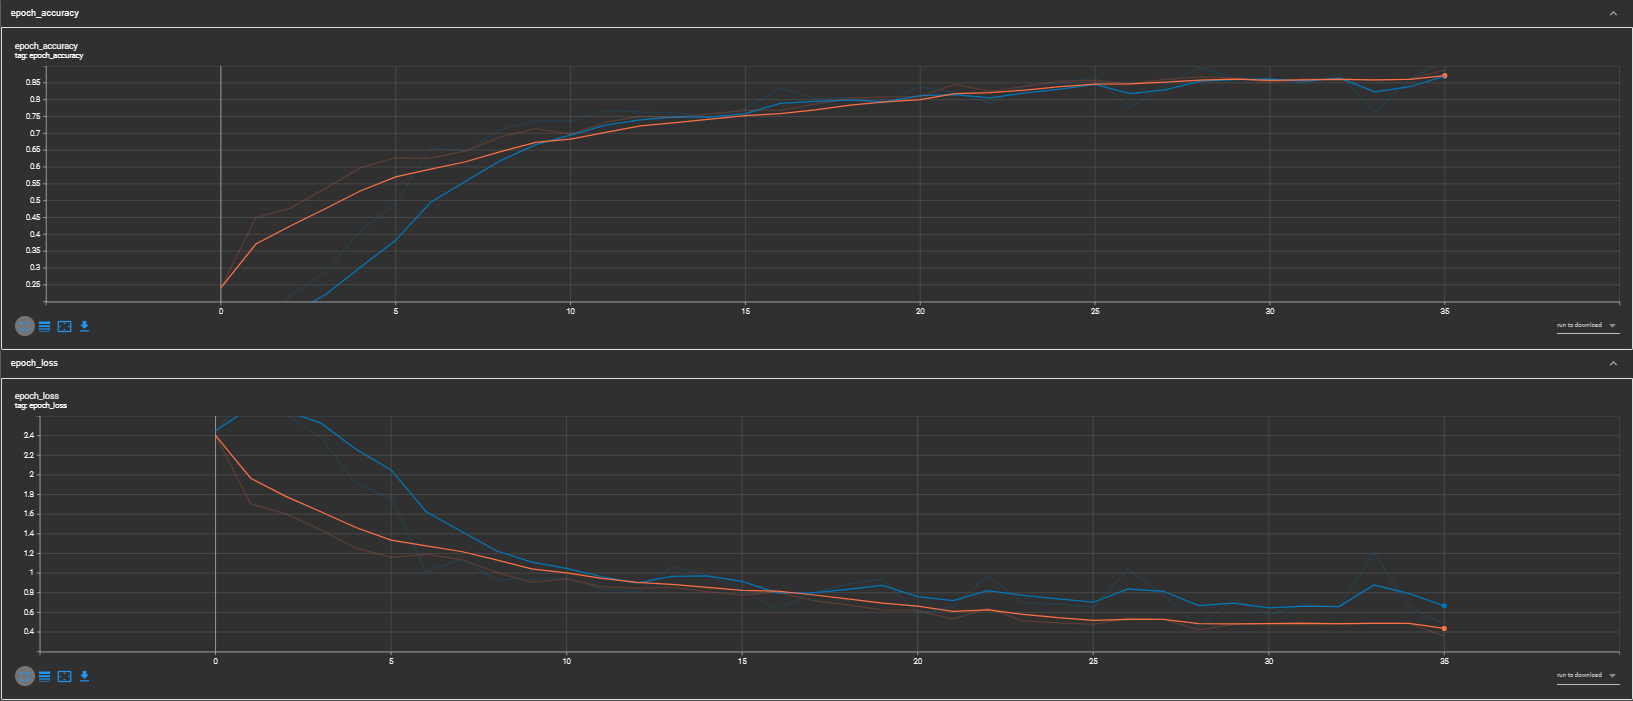 epoch_accuracy
epoch_accuracy
tag: epoch_accuracy
0.85
0.8
0.75
0.7
0.65
0.6
0.55
0.5
0.45
0.4
0.35
0.3
0.25
0 5 10 15 20 25 30 35
run to download
epoch_loss
epoch_loss
tag: epoch_loss
2.4
2.2
2
1.8
1.6
1.4
1.2
1
0.8
0.6
0.4
0 5 10 15 20 25 30 35
run to download